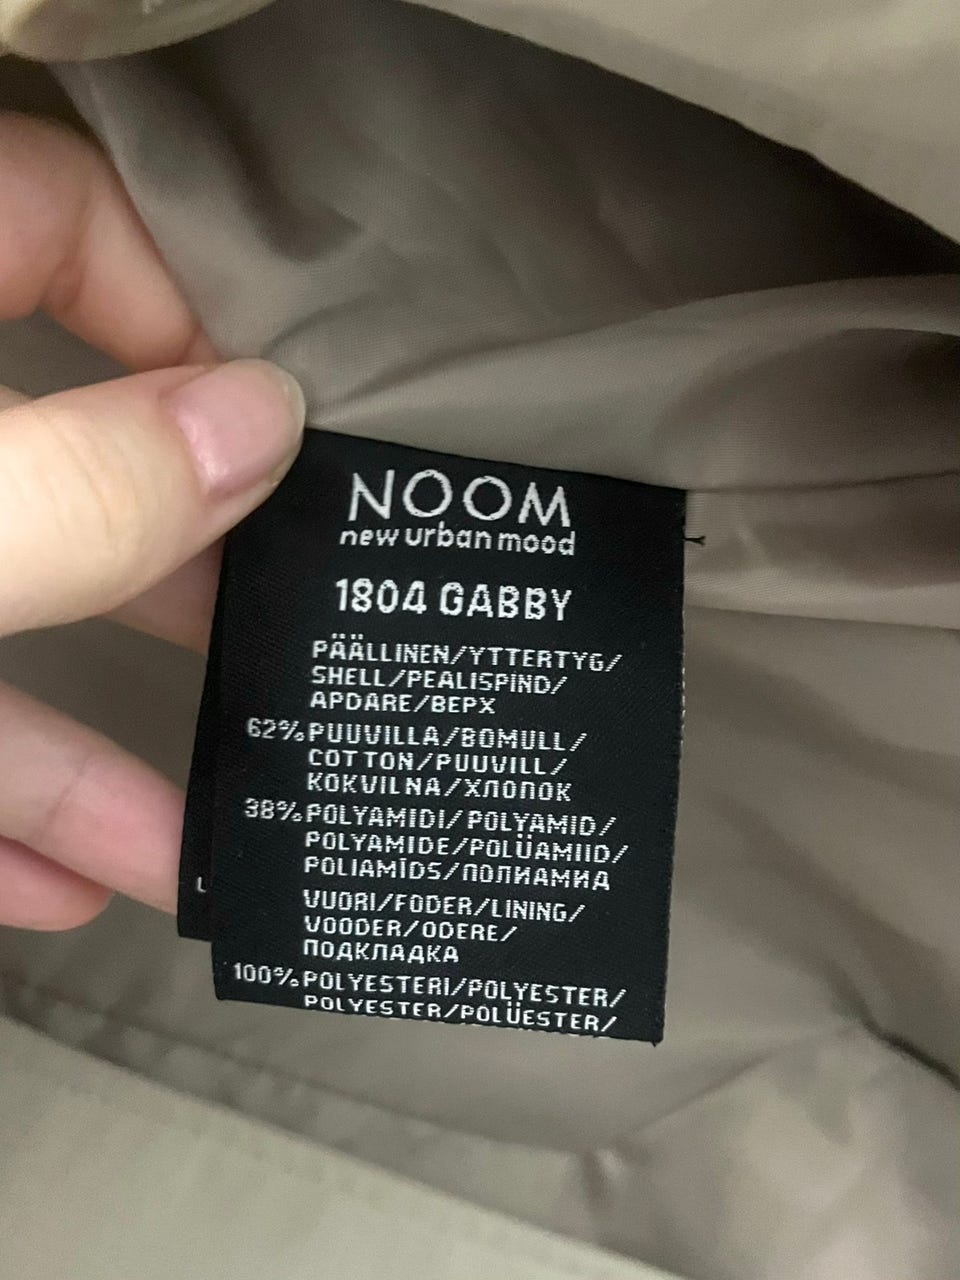 NOOM
new urban mood
1804 GABBY
PÄÄLLINEN/YTTERTYG/
SHELL/PEALISPIND/
APDARE/ВЕРХ
62% PUUVILLA/BOMULL/
COTTON/PUUVILL/
KOKVILNA/ХЛОПОК
38% POLYAMIDI/POLYAMID/
POLYAMIDE/POLÜAMIID/
POLIAMĪDS/ПОЛИАМИД
VUORI/FODER/LINING/
VOODER/ODERE/
ПОДКЛАДКА
100% POLYESTERI/POLYESTER/
POLYESTER/POLÜESTER/